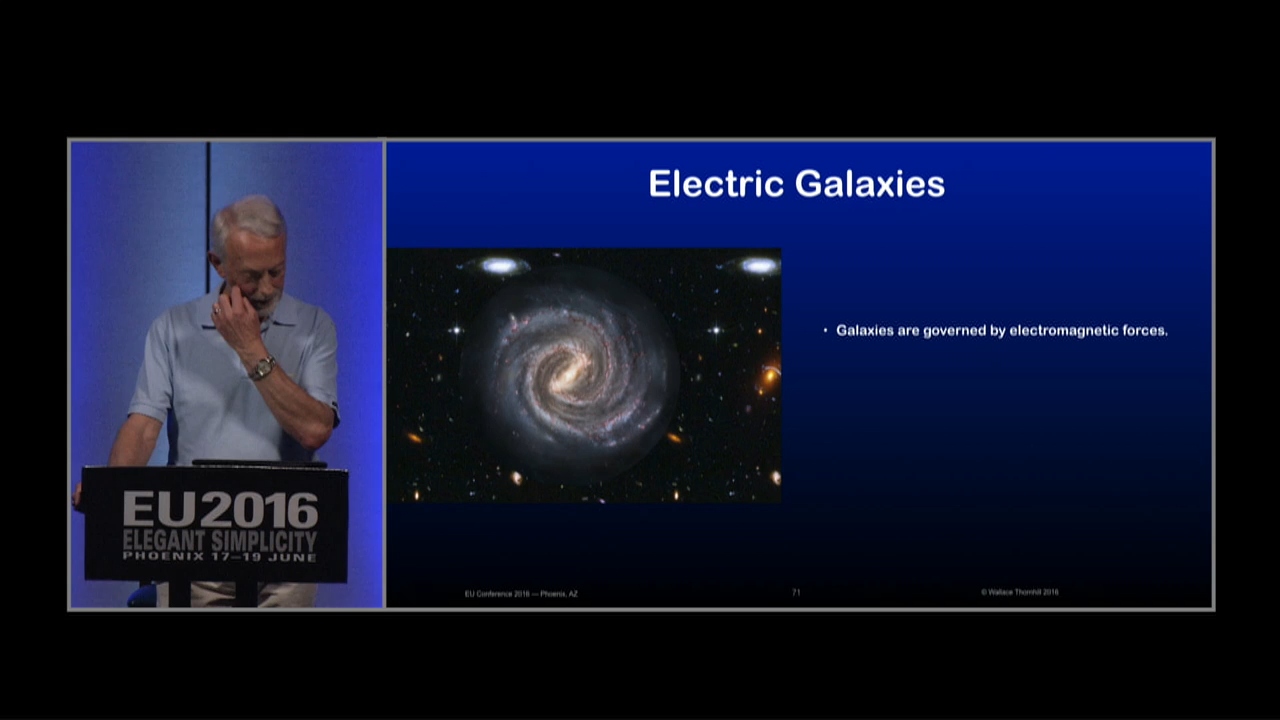 Electric Galaxies
• Galaxies are governed by electromagnetic forces.
EU2016
ELEGANT SIMPLICITY
PHOENIX 17–19 JUNE
EU Conference 2016 — Phoenix, AZ
71
© Wallace Thornhill 2016